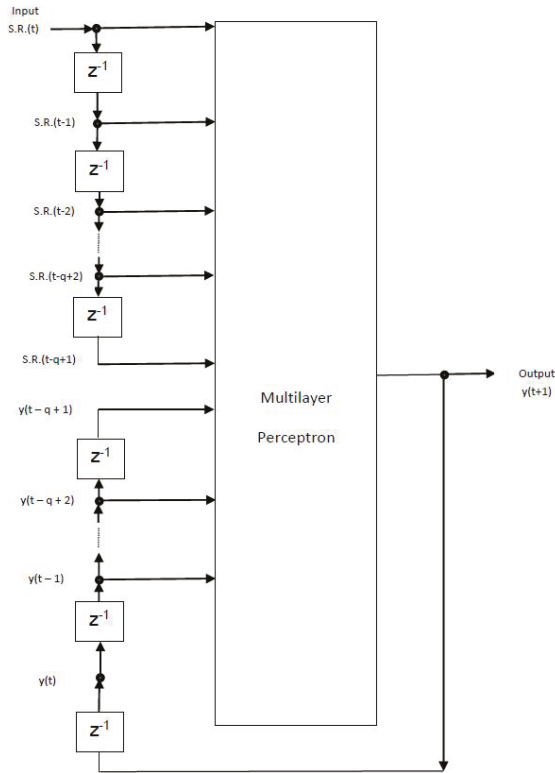 Input
S.R.(t)
z-1
S.R.(t-1)
z-1
S.R.(t-2)
S.R.(t-q+2)
z-1
S.R.(t-q+1)
y(t – q + 1)
z-1
y(t – q + 2)
y(t – 1)
z-1
y(t)
z-1
Multilayer
Perceptron
Output
y(t+1)